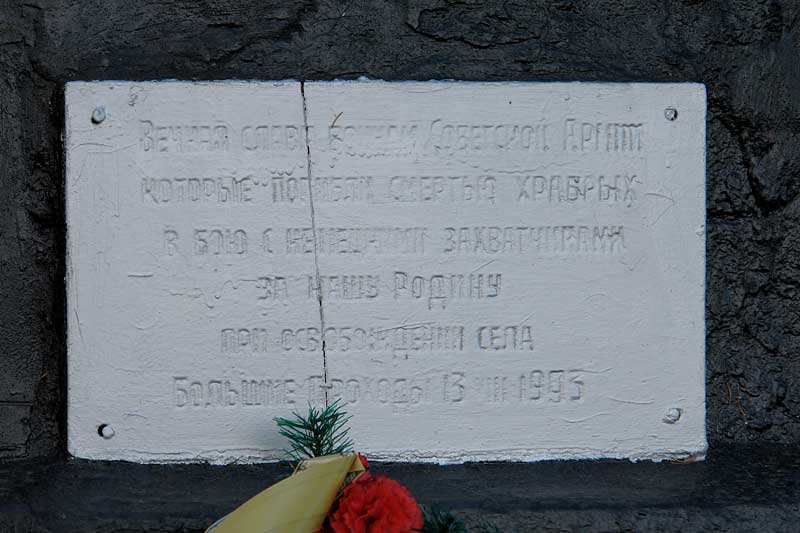 Вечная слава воинам Советской Армии
которые погибли смертью храбрых
в бою с немецкими захватчиками
за нашу Родину
при освобождении села
Большие Проходы 13 VIII 1943